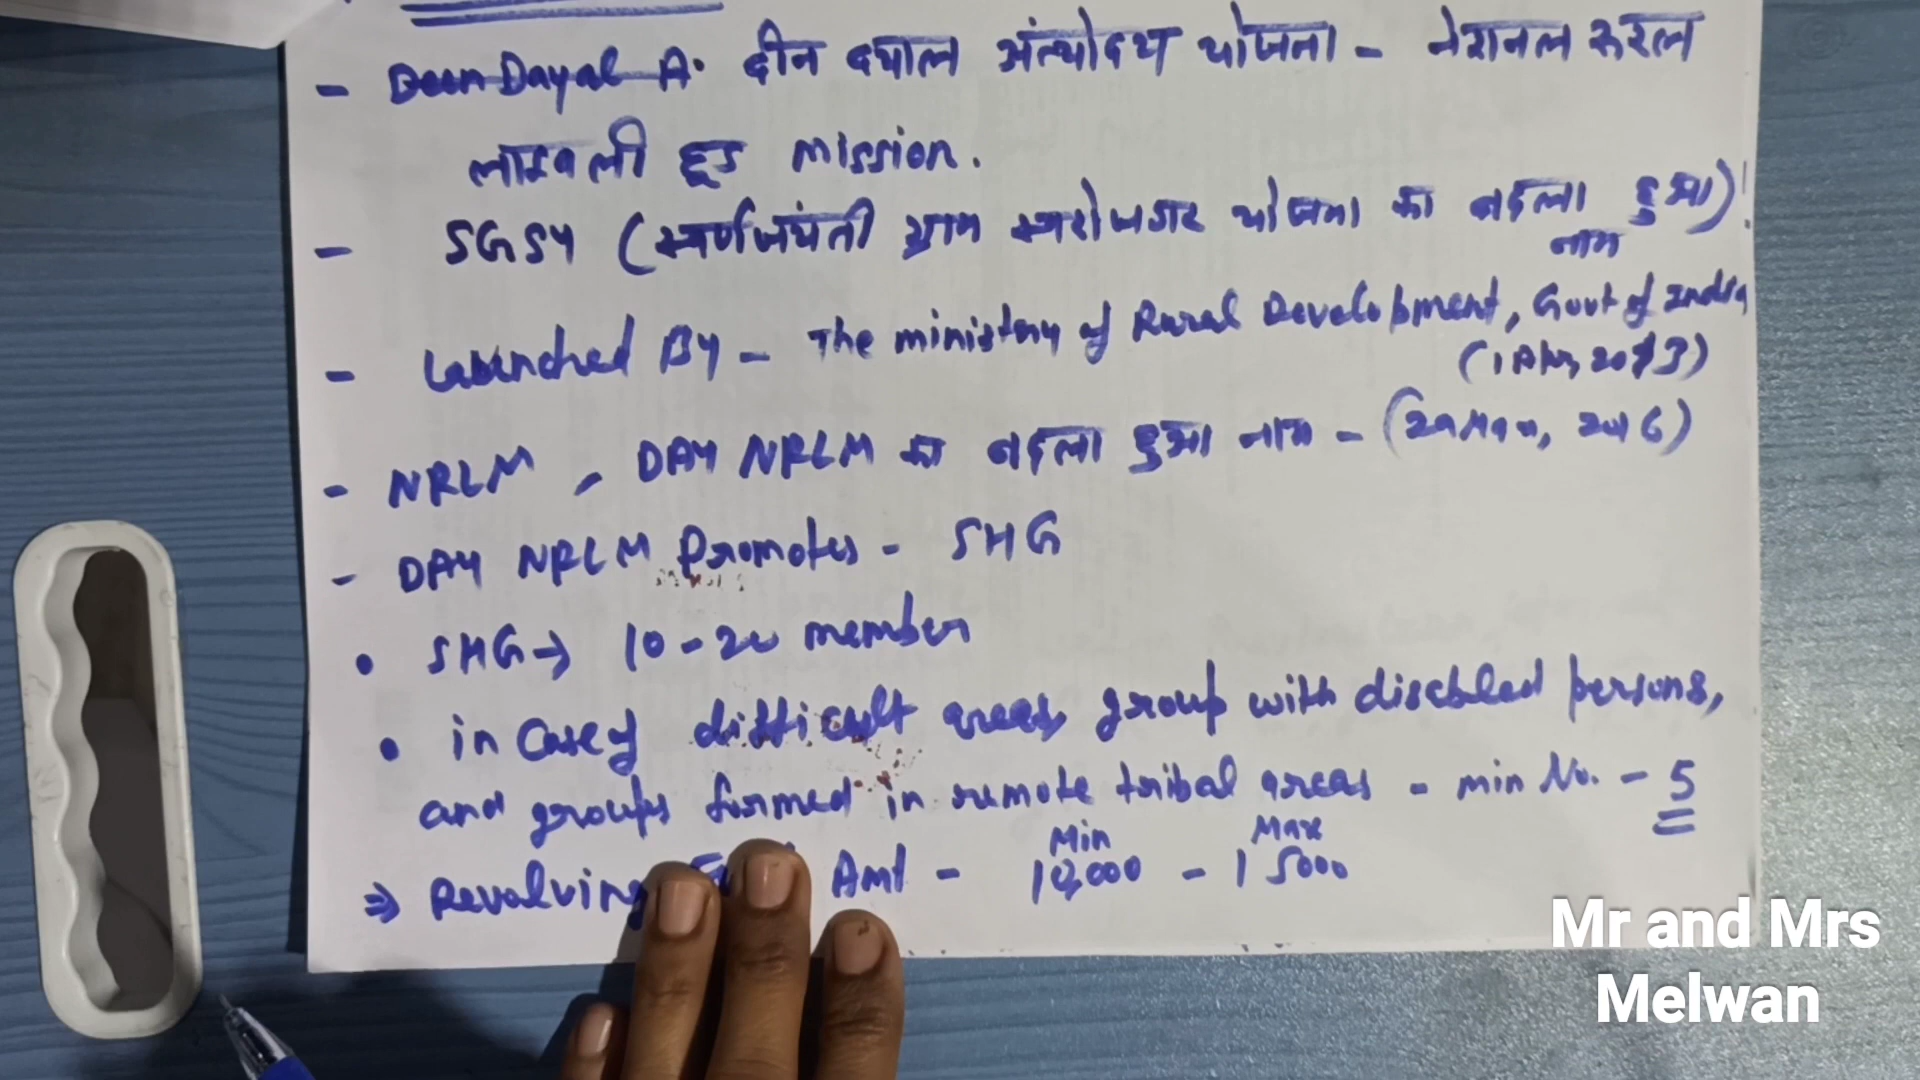 - Deen Dayal A. दीन दयाल अंत्योदय योजना - नेशनल रूरल
लाइवली हूड mission.
- SGSY (स्वर्णजयंती ग्राम स्वरोजगार योजना का बदला हुआ)!
नाम
- Launched By - The ministry of Rural Development, Govt of India
(1 Apr, 2013)
- NRLM, DAY NRLM का बदला हुआ नाम - (29 Mar, 2016)
- DAY NRLM Promotes - SHG
• SHG → 10-20 member
• in case of difficult areas, group with disabled persons,
and groups formed in remote tribal areas - min No. - 5
Min Max
⇒ Revolving Amt - 10,000 - 15000
Mr and Mrs
Melwan